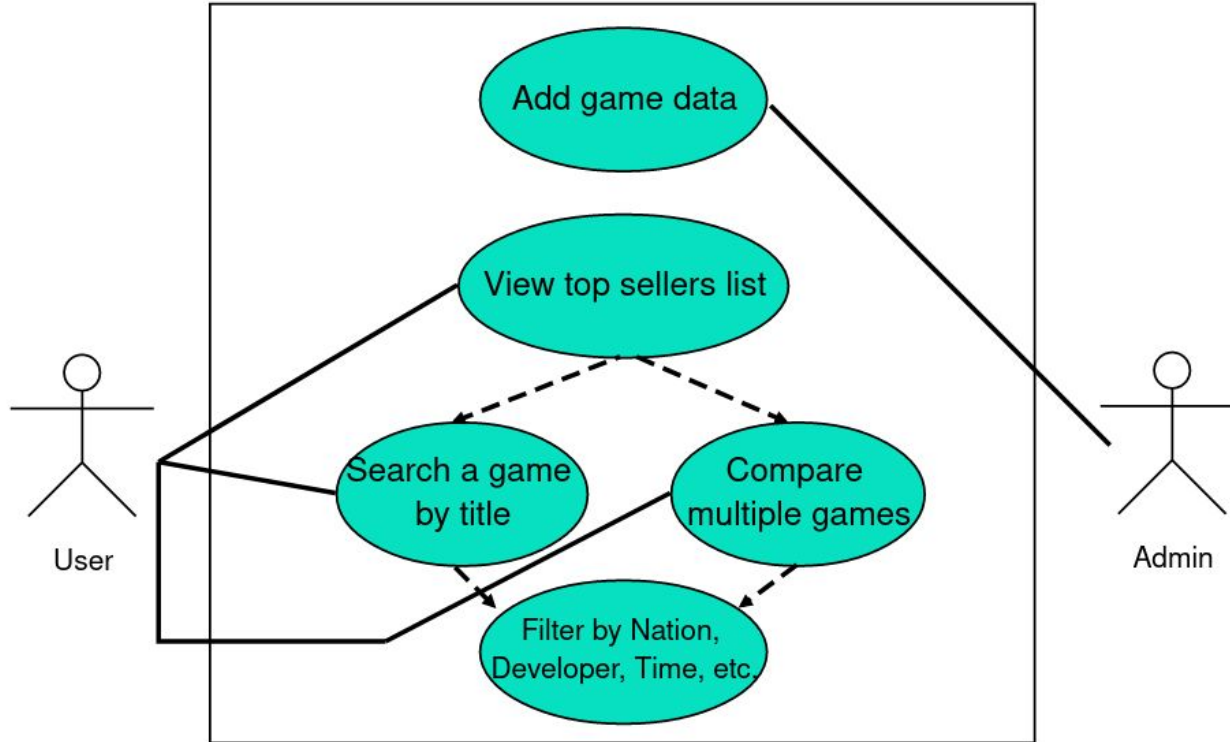 Add game data
View top sellers list
Search a game
by title
Compare
multiple games
User
Admin
Filter by Nation,
Developer, Time, etc.